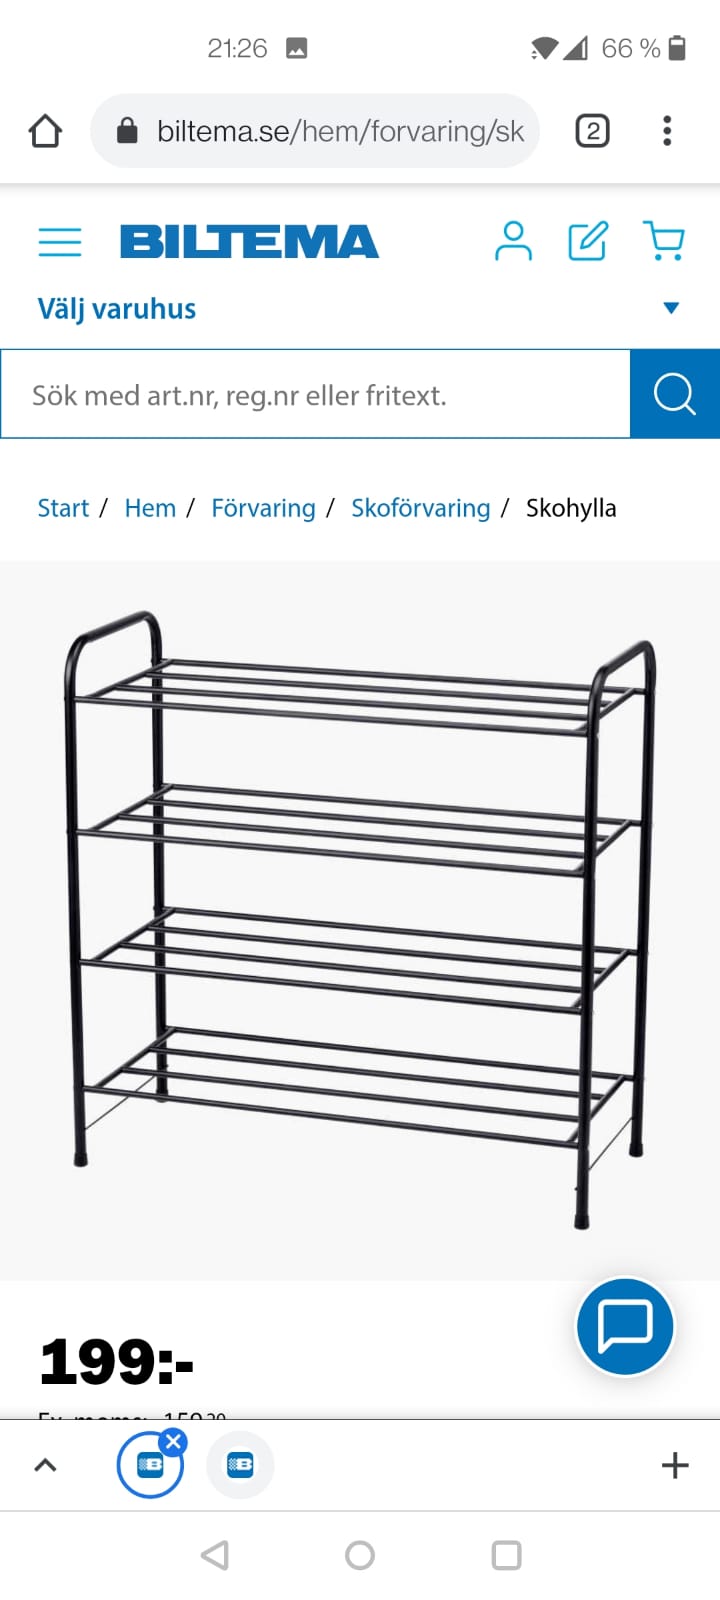 21:26 66 %
biltema.se/hem/forvaring/sk 2
BILTEMA
Välj varuhus
Sök med art.nr, reg.nr eller fritext.
Start / Hem / Förvaring / Skoförvaring / Skohylla
199:-
B B